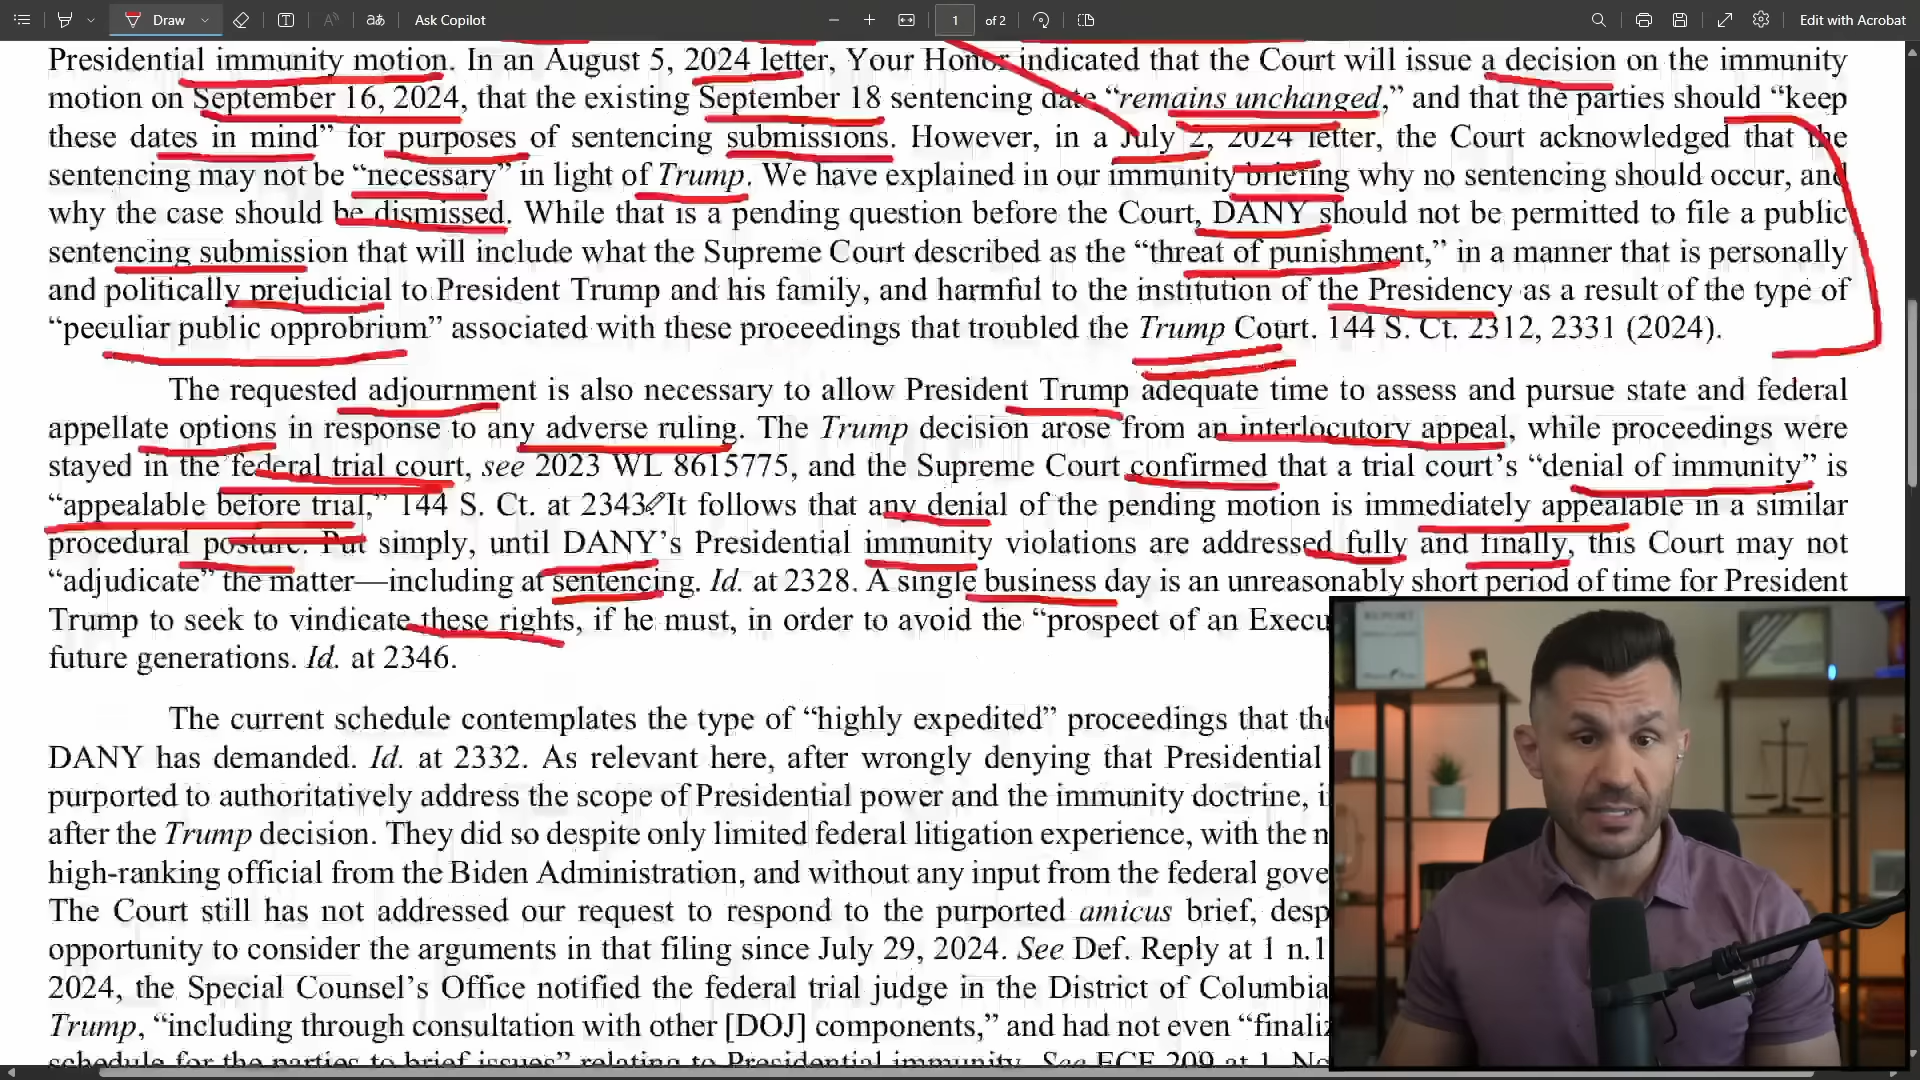 Draw
Ask Copilot
1
of 2
Edit with Acrobat
Presidential immunity motion. In an August 5, 2024 letter, Your Honor indicated that the Court will issue a decision on the immunity
motion on September 16, 2024, that the existing September 18 sentencing date “remains unchanged,” and that the parties should “keep
these dates in mind” for purposes of sentencing submissions. However, in a July 2, 2024 letter, the Court acknowledged that the
sentencing may not be “necessary” in light of Trump. We have explained in our immunity briefing why no sentencing should occur, and
why the case should be dismissed. While that is a pending question before the Court, DANY should not be permitted to file a public
sentencing submission that will include what the Supreme Court described as the “threat of punishment,” in a manner that is personally
and politically prejudicial to President Trump and his family, and harmful to the institution of the Presidency as a result of the type of
“peculiar public opprobrium” associated with these proceedings that troubled the Trump Court. 144 S. Ct. 2312, 2331 (2024).
The requested adjournment is also necessary to allow President Trump adequate time to assess and pursue state and federal
appellate options in response to any adverse ruling. The Trump decision arose from an interlocutory appeal, while proceedings were
stayed in the federal trial court, see 2023 WL 8615775, and the Supreme Court confirmed that a trial court’s “denial of immunity” is
“appealable before trial,” 144 S. Ct. at 2343. It follows that any denial of the pending motion is immediately appealable in a similar
procedural posture. Put simply, until DANY’s Presidential immunity violations are addressed fully and finally, this Court may not
“adjudicate” the matter—including at sentencing. Id. at 2328. A single business day is an unreasonably short period of time for President
Trump to seek to vindicate these rights, if he must, in order to avoid the “prospect of an Execu
future generations. Id. at 2346.
The current schedule contemplates the type of “highly expedited” proceedings that the
DANY has demanded. Id. at 2332. As relevant here, after wrongly denying that Presidential
purported to authoritatively address the scope of Presidential power and the immunity doctrine, i
after the Trump decision. They did so despite only limited federal litigation experience, with the
high-ranking official from the Biden Administration, and without any input from the federal gove
The Court still has not addressed our request to respond to the purported amicus brief, desp
opportunity to consider the arguments in that filing since July 29, 2024. See Def. Reply at 1 n.1
2024, the Special Counsel’s Office notified the federal trial judge in the District of Columbia
Trump, “including through consultation with other [DOJ] components,” and had not even “finaliz
schedule for the parties to brief issues” relating to Presidential immunity. See ECF 209 at 1. No